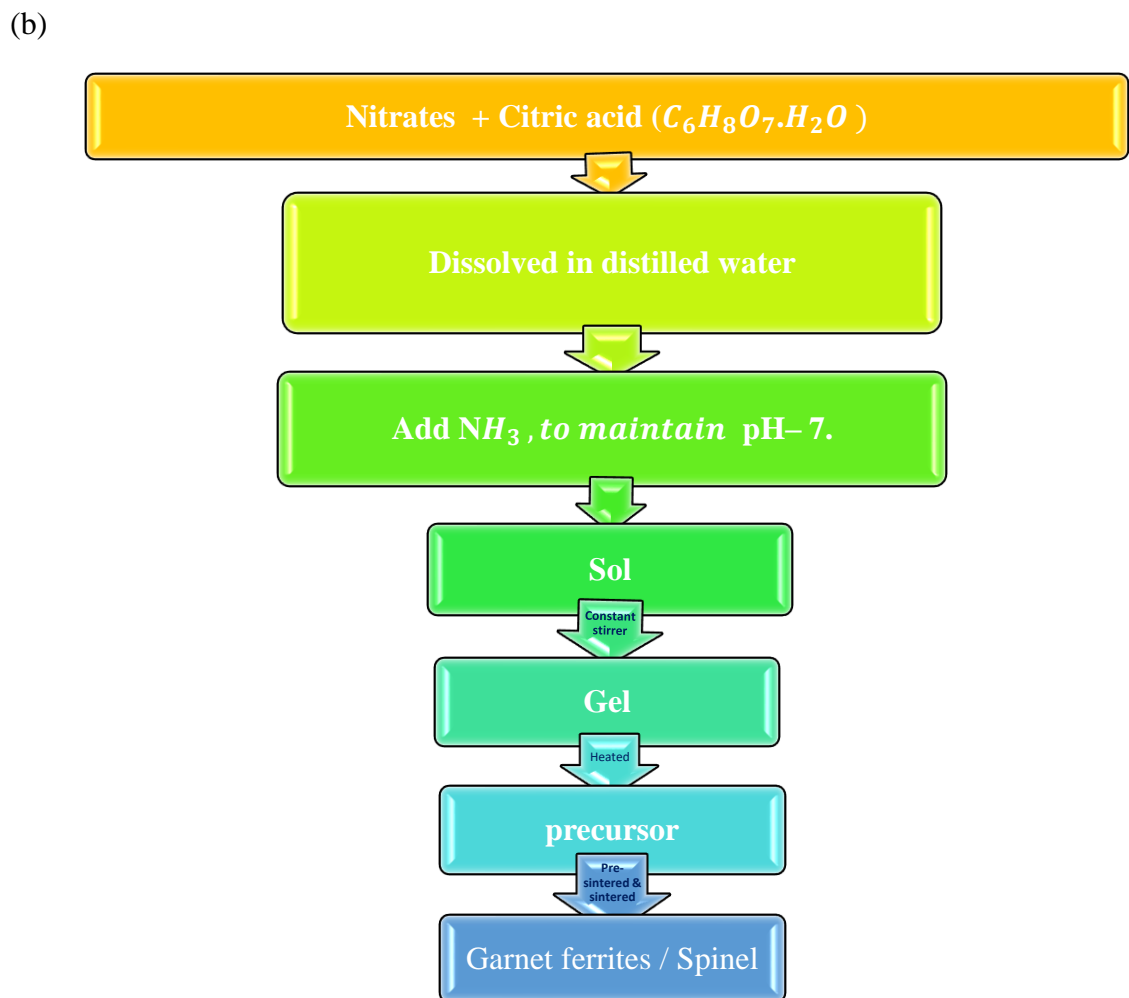 (b)
Nitrates + Citric acid (C₆H₈O₇.H₂O )
Dissolved in distilled water
Add NH₃ , to maintain pH– 7.
Sol
Constant
stirrer
Gel
Heated
precursor
Pre-
sintered &
sintered
Garnet ferrites / Spinel